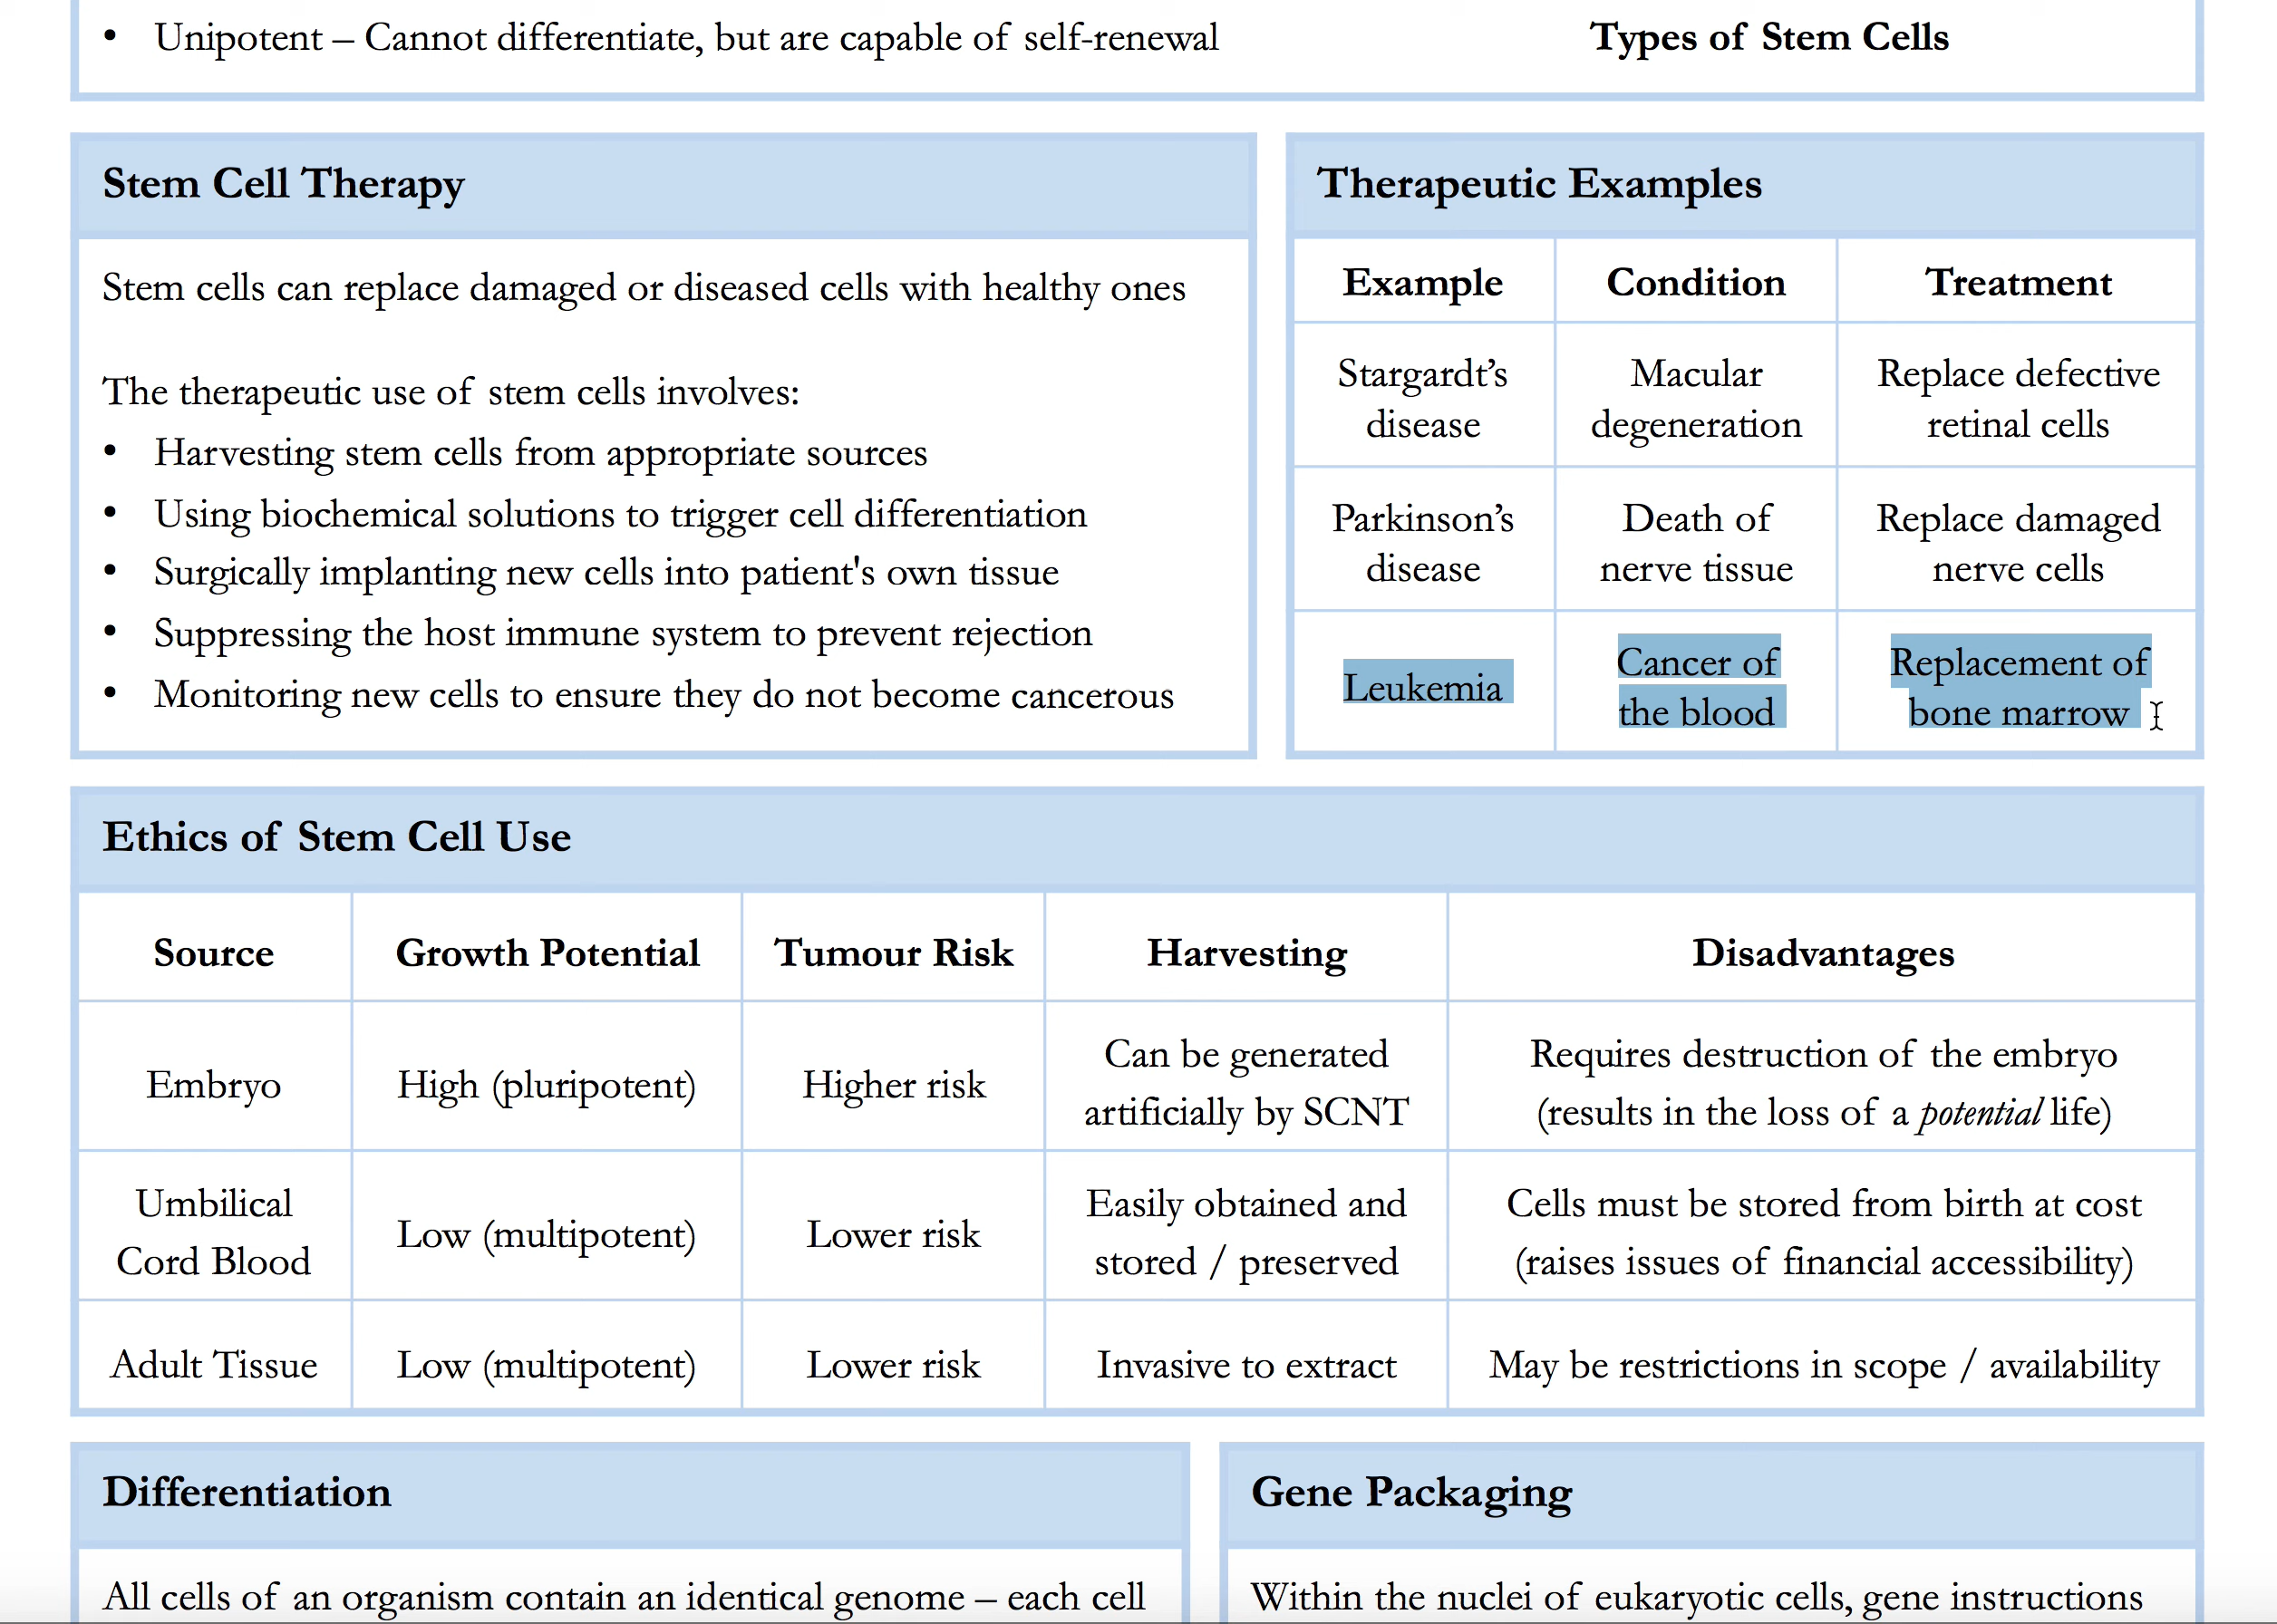 • Unipotent – Cannot differentiate, but are capable of self-renewal
Types of Stem Cells
Stem Cell Therapy
Stem cells can replace damaged or diseased cells with healthy ones
The therapeutic use of stem cells involves:
• Harvesting stem cells from appropriate sources
• Using biochemical solutions to trigger cell differentiation
• Surgically implanting new cells into patient's own tissue
• Suppressing the host immune system to prevent rejection
• Monitoring new cells to ensure they do not become cancerous
Therapeutic Examples
Example Condition Treatment
Stargardt’s
disease
Macular
degeneration
Replace defective
retinal cells
Parkinson’s
disease
Death of
nerve tissue
Replace damaged
nerve cells
Leukemia
Cancer of
the blood
Replacement of
bone marrow
Ethics of Stem Cell Use
Source Growth Potential Tumour Risk Harvesting Disadvantages
Embryo
High (pluripotent)
Higher risk
Can be generated
artificially by SCNT
Requires destruction of the embryo
(results in the loss of a potential life)
Umbilical
Cord Blood
Low (multipotent)
Lower risk
Easily obtained and
stored / preserved
Cells must be stored from birth at cost
(raises issues of financial accessibility)
Adult Tissue
Low (multipotent)
Lower risk
Invasive to extract
May be restrictions in scope / availability
Differentiation
All cells of an organism contain an identical genome – each cell
Gene Packaging
Within the nuclei of eukaryotic cells, gene instructions